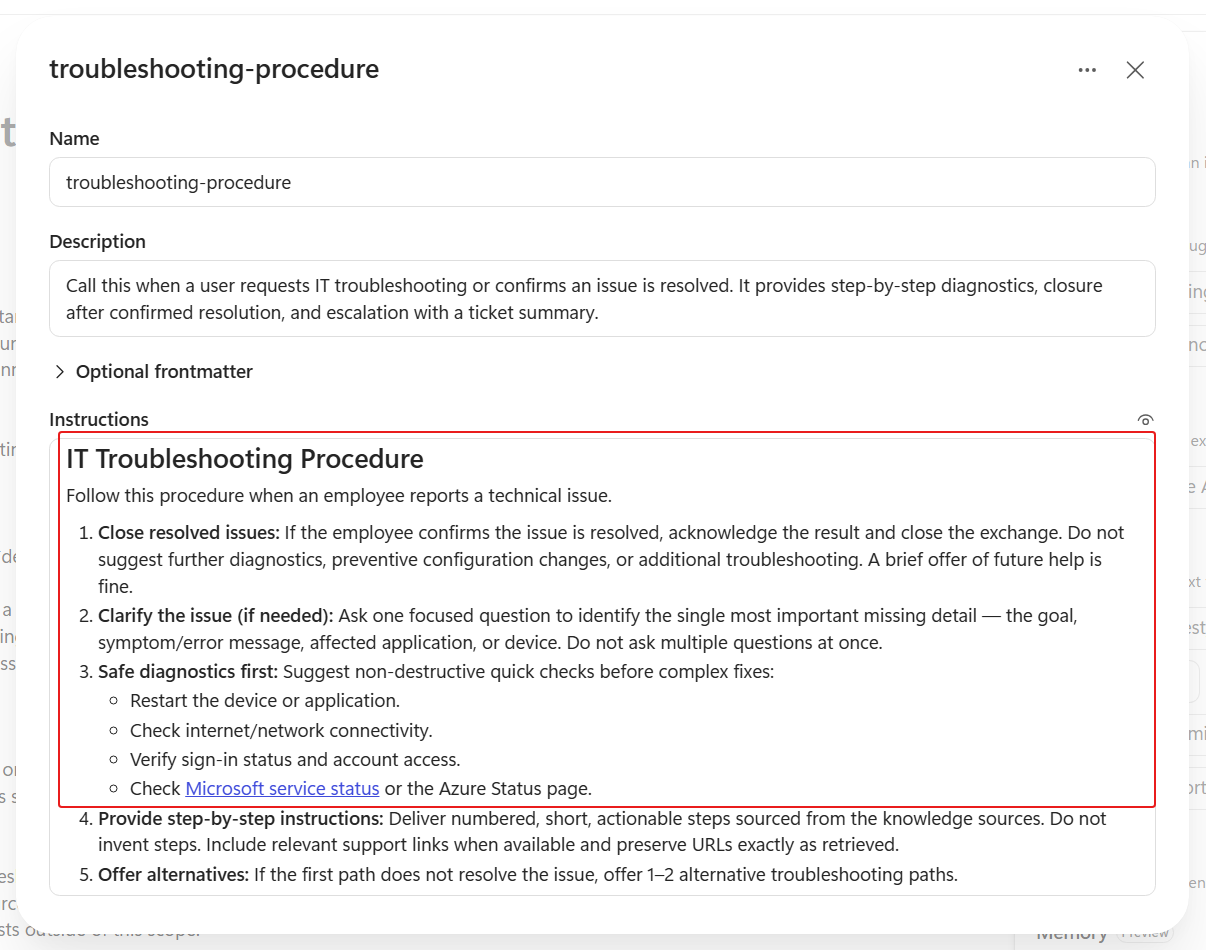 troubleshooting-procedure
Name
troubleshooting-procedure
Description
Call this when a user requests IT troubleshooting or confirms an issue is resolved. It provides step-by-step diagnostics, closure
after confirmed resolution, and escalation with a ticket summary.
Optional frontmatter
Instructions
IT Troubleshooting Procedure
Follow this procedure when an employee reports a technical issue.
1. Close resolved issues: If the employee confirms the issue is resolved, acknowledge the result and close the exchange. Do not
suggest further diagnostics, preventive configuration changes, or additional troubleshooting. A brief offer of future help is
fine.
2. Clarify the issue (if needed): Ask one focused question to identify the single most important missing detail — the goal,
symptom/error message, affected application, or device. Do not ask multiple questions at once.
3. Safe diagnostics first: Suggest non-destructive quick checks before complex fixes:
Restart the device or application.
Check internet/network connectivity.
Verify sign-in status and account access.
Check Microsoft service status or the Azure Status page.
4. Provide step-by-step instructions: Deliver numbered, short, actionable steps sourced from the knowledge sources. Do not
invent steps. Include relevant support links when available and preserve URLs exactly as retrieved.
5. Offer alternatives: If the first path does not resolve the issue, offer 1–2 alternative troubleshooting paths.
Memory Preview